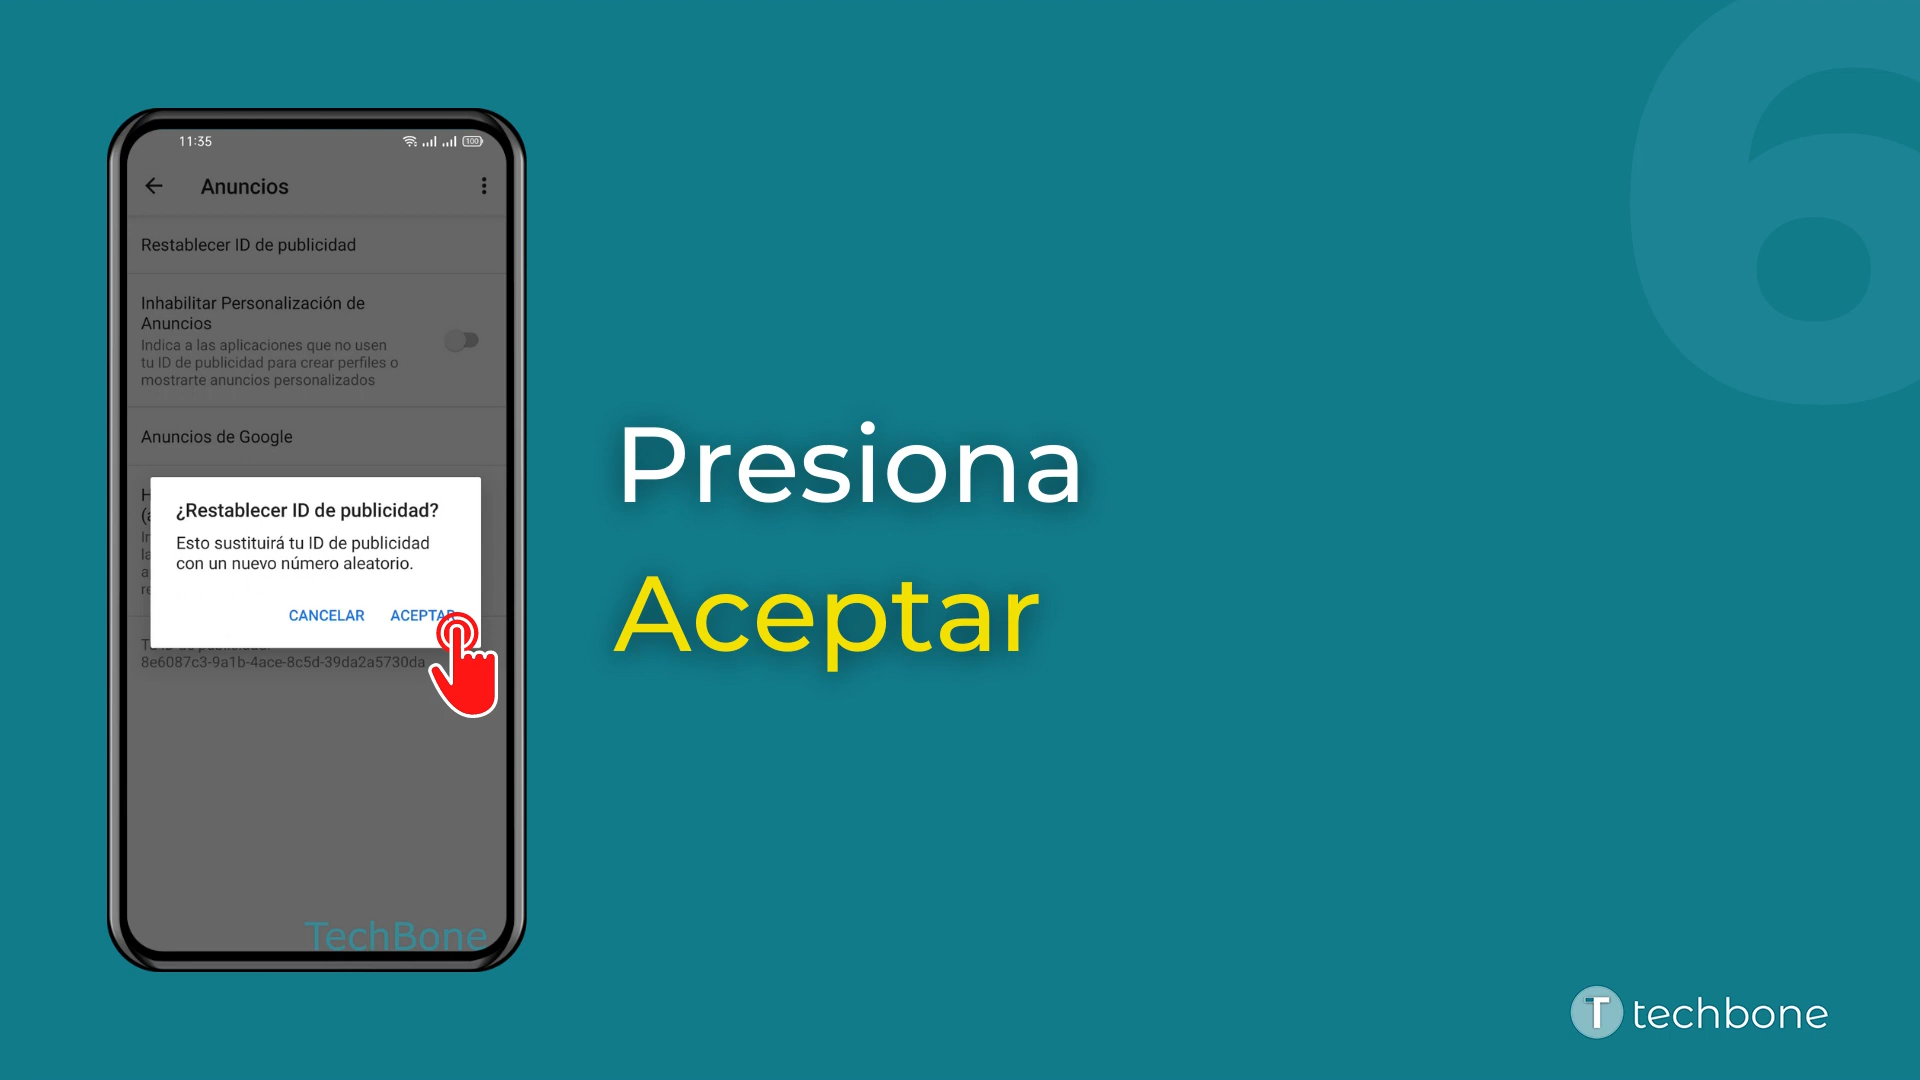 6
11:35
100
Anuncios
Restablecer ID de publicidad
Inhabilitar Personalización de
Anuncios
Indica a las aplicaciones que no usen
tu ID de publicidad para crear perfiles o
mostrarte anuncios personalizados
Anuncios de Google
¿Restablecer ID de publicidad?
Esto sustituirá tu ID de publicidad
con un nuevo número aleatorio.
CANCELAR ACEPTAR
8e6087c3-9a1b-4ace-8c5d-39da2a5730da
TechBone
Presiona
Aceptar
T techbone